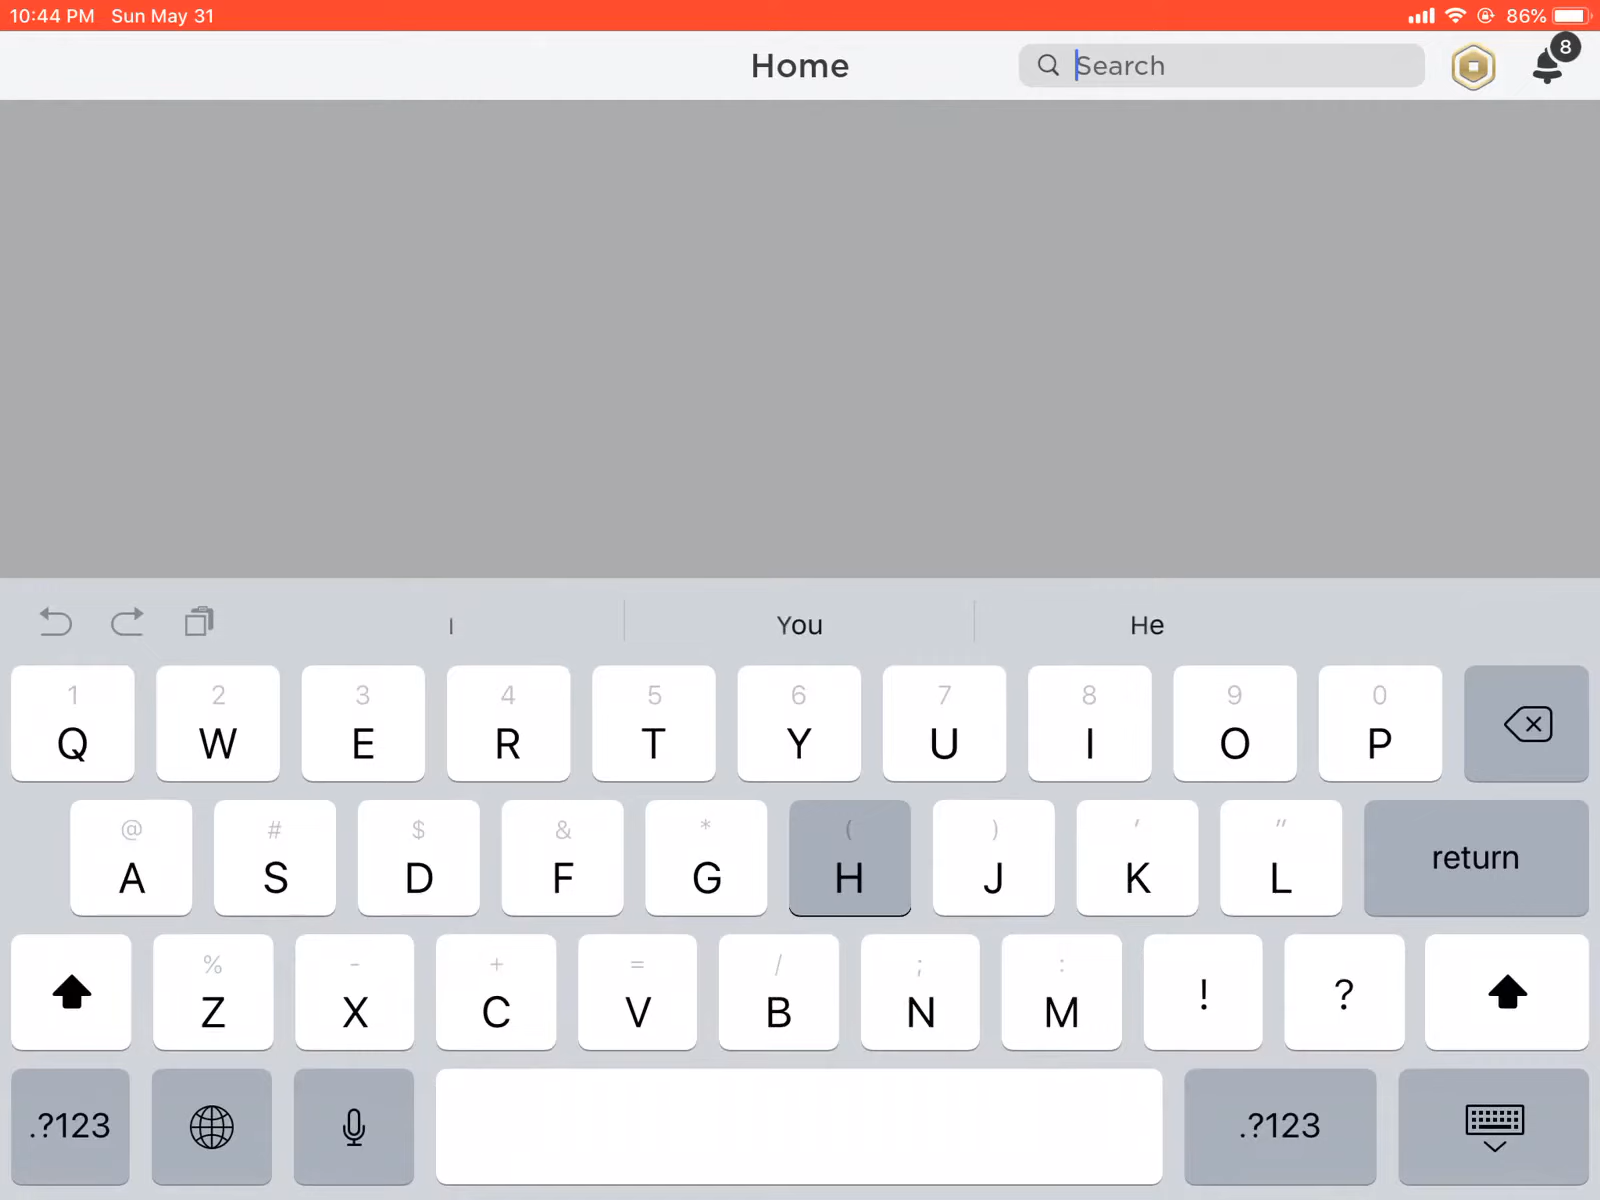 10:44 PM Sun May 31 86%
Home Search 8
I You He
1 2 3 4 5 6 7 8 9 0
Q W E R T Y U I O P
@ # $ & * ( ) ' "
A S D F G H J K L return
% - + = / ; :
Z X C V B N M ! ?
.?123 .?123